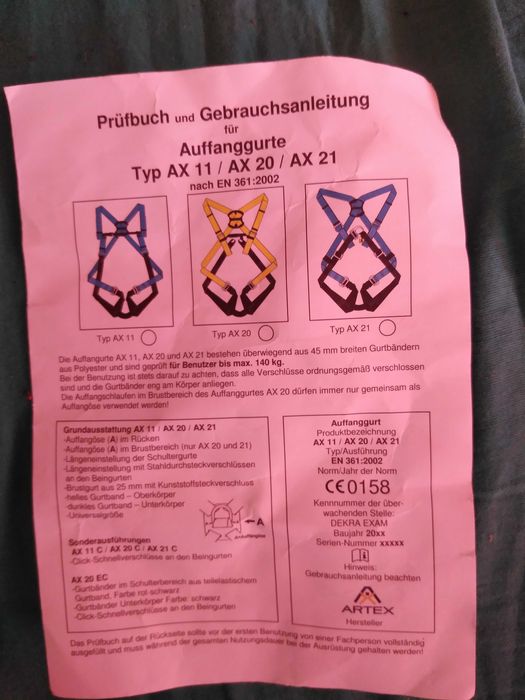 Prüfbuch und Gebrauchsanleitung
für
Auffanggurte
Typ AX 11 / AX 20 / AX 21
nach EN 361:2002
Typ AX 11
Typ AX 20
Typ AX 21
Die Auffangurte AX 11, AX 20 und AX 21 bestehen überwiegend aus 45 mm breiten Gurtbändern
aus Polyester und sind geprüft für Benutzer bis max. 140 kg.
Bei der Benutzung ist stets darauf zu achten, dass alle Verschlüsse ordnungsgemäß verschlossen
sind und die Gurtbänder eng am Körper anliegen.
Die Auffangschlaufen im Brustbereich des Auffanggurtes AX 20 dürfen immer nur gemeinsam als
Auffangöse verwendet werden!
Grundausstattung AX 11 / AX 20 / AX 21
-Auffangöse (A) im Rücken
-Auffangöse (A) im Brustbereich (nur AX 20 und 21)
-Längeneinstellung der Schultergurte
-Längeneinstellung mit Stahldurchsteckverschlüssen
an den Beingurten
-Brustgurt aus 25 mm mit Kunststoffsteckverschluss
-helles Gurtband – Oberkörper
-dunkles Gurtband – Unterkörper
-Universalgröße
A
A=Auffangöse
Sonderausführungen
AX 11 C / AX 20 C / AX 21 C
-Click-Schnellverschlüsse an den Beingurten
AX 20 EC
-Gurtbänder im Schulterbereich aus teilelastischem
Gurtband, Farbe rot-schwarz
-Gurtbänder Unterkörper Farbe: schwarz
-Click-Schnellverschlüsse an den Beingurten
Auffanggurt
Produktbezeichnung
AX 11 / AX 20 / AX 21
Typ/Ausführung
EN 361:2002
Norm/Jahr der Norm
CE0158
Kennnummer der über-
wachenden Stelle:
DEKRA EXAM
Baujahr 20xx
Serien-Nummer xxxxx
Hinweis:
Gebrauchsanleitung beachten
ARTEX
Hersteller
Das Prüfbuch auf der Rückseite sollte vor der ersten Benutzung von einer Fachperson vollständig
ausgefüllt und muss während der gesamten Nutzungsdauer bei der Ausrüstung gehalten werden!